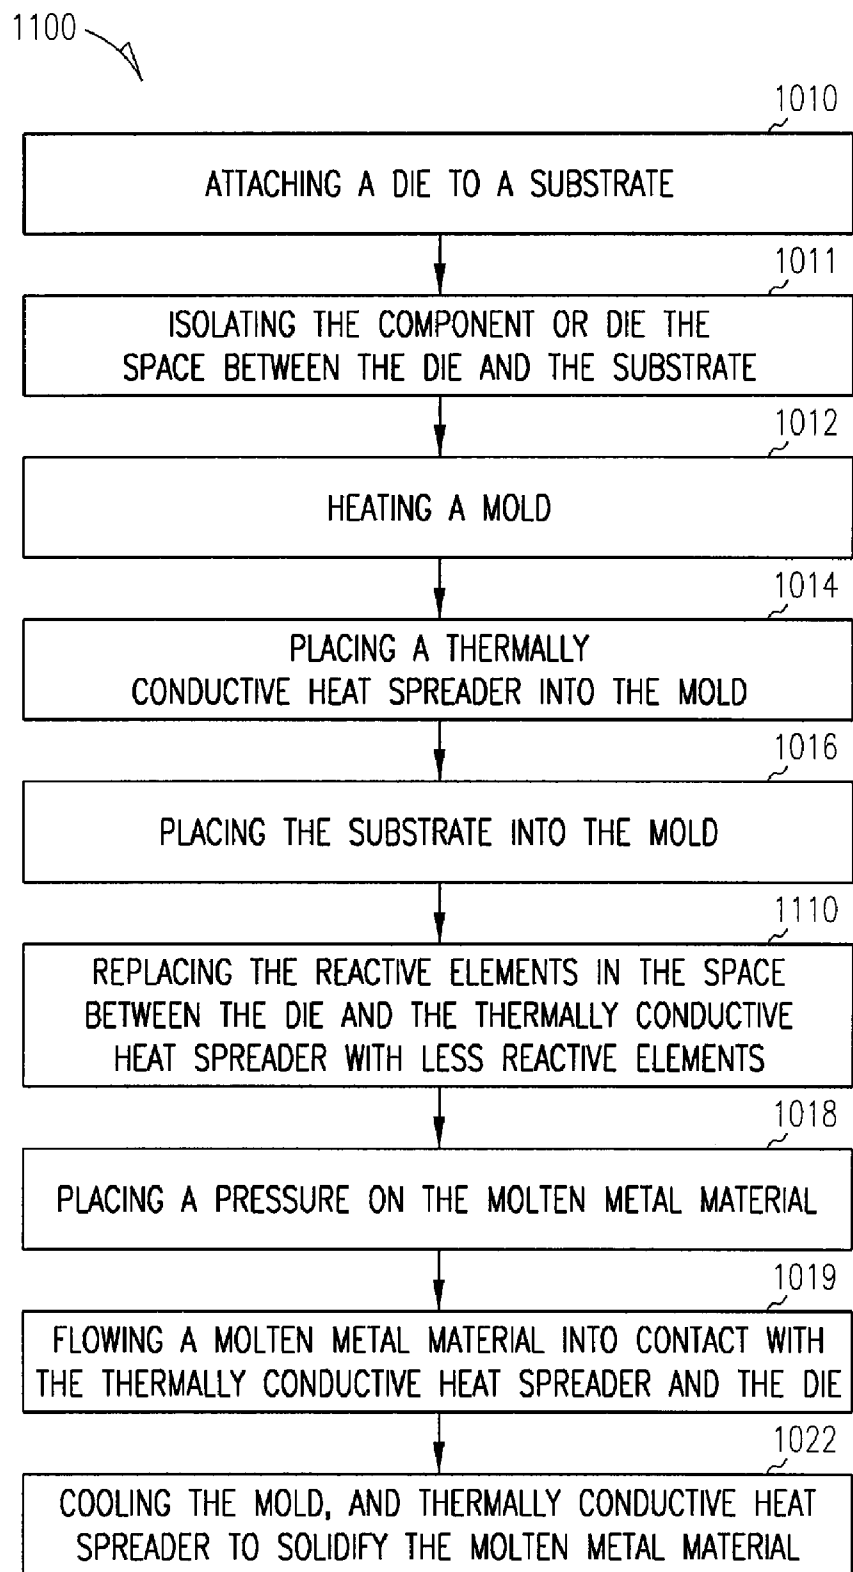 1100
1010
ATTACHING A DIE TO A SUBSTRATE
1011
ISOLATING THE COMPONENT OR DIE THE
SPACE BETWEEN THE DIE AND THE SUBSTRATE
1012
HEATING A MOLD
1014
PLACING A THERMALLY
CONDUCTIVE HEAT SPREADER INTO THE MOLD
1016
PLACING THE SUBSTRATE INTO THE MOLD
1110
REPLACING THE REACTIVE ELEMENTS IN THE SPACE
BETWEEN THE DIE AND THE THERMALLY CONDUCTIVE
HEAT SPREADER WITH LESS REACTIVE ELEMENTS
1018
PLACING A PRESSURE ON THE MOLTEN METAL MATERIAL
1019
FLOWING A MOLTEN METAL MATERIAL INTO CONTACT WITH
THE THERMALLY CONDUCTIVE HEAT SPREADER AND THE DIE
1022
COOLING THE MOLD, AND THERMALLY CONDUCTIVE HEAT
SPREADER TO SOLIDIFY THE MOLTEN METAL MATERIAL